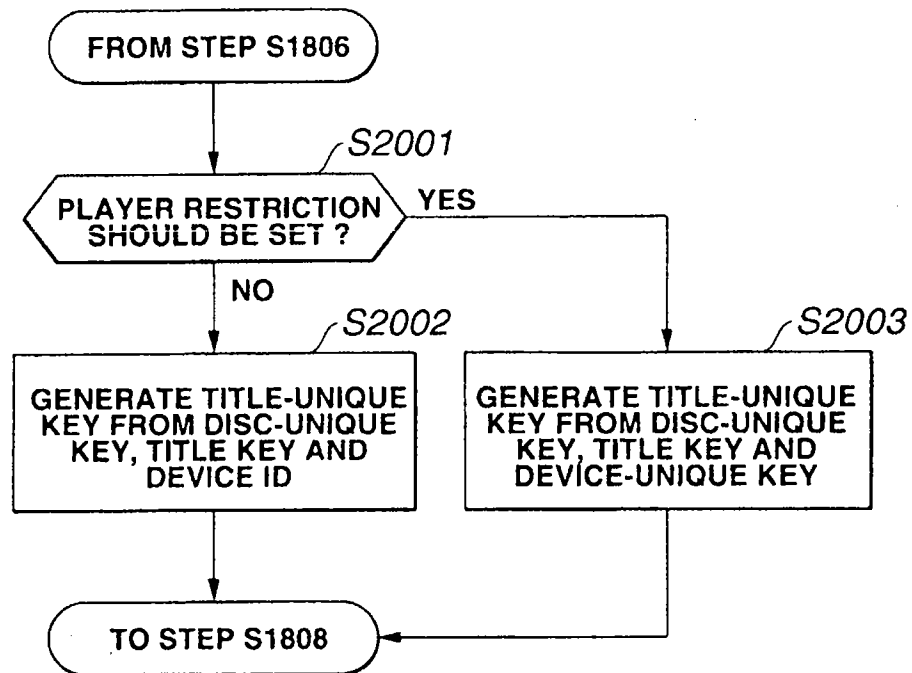 FROM STEP S1806
S2001
PLAYER RESTRICTION
SHOULD BE SET ?
YES
NO
S2002
GENERATE TITLE-UNIQUE
KEY FROM DISC-UNIQUE
KEY, TITLE KEY AND
DEVICE ID
S2003
GENERATE TITLE-UNIQUE
KEY FROM DISC-UNIQUE
KEY, TITLE KEY AND
DEVICE-UNIQUE KEY
TO STEP S1808